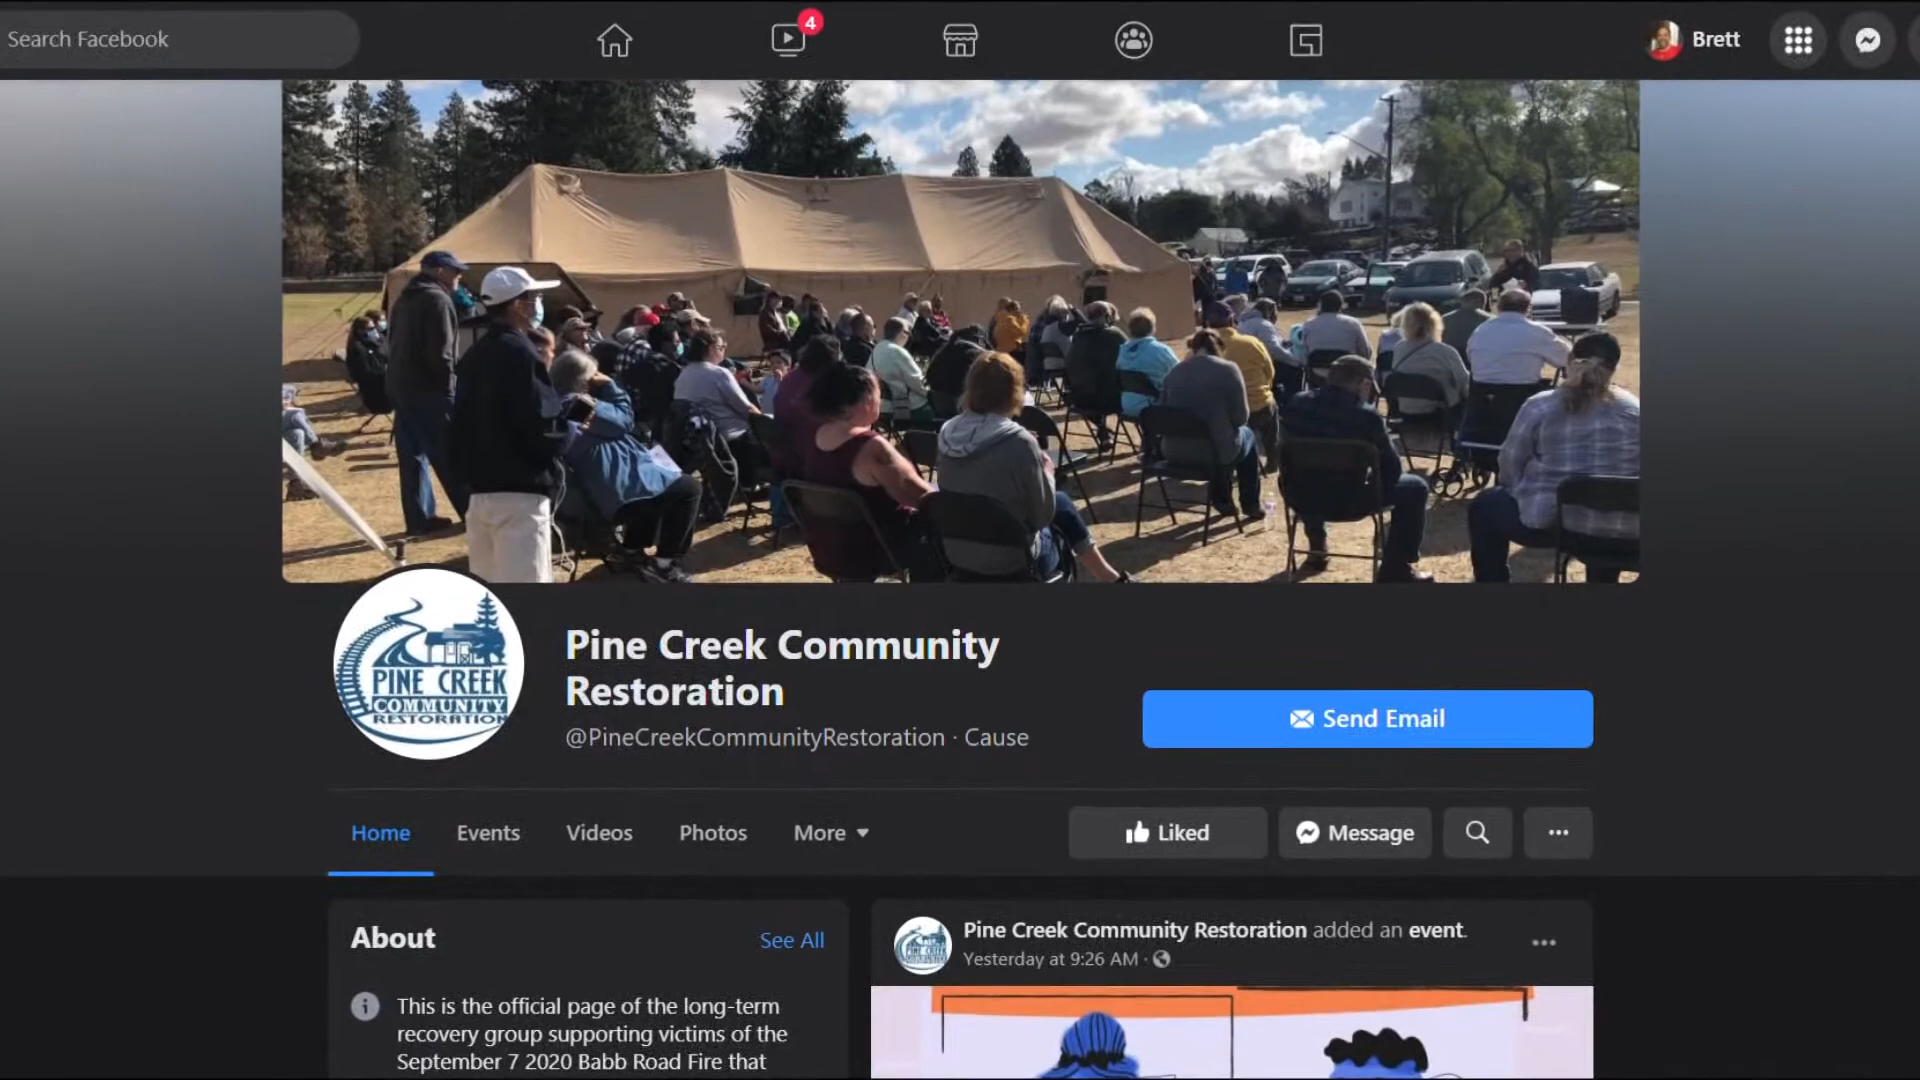 Search Facebook
4
Brett
Pine Creek Community
Restoration
@PineCreekCommunityRestoration · Cause
Send Email
PINE CREEK
COMMUNITY
RESTORATION
Home
Events
Videos
Photos
More
Liked
Message
About
See All
This is the official page of the long-term
recovery group supporting victims of the
September 7 2020 Babb Road Fire that
Pine Creek Community Restoration added an event.
Yesterday at 9:26 AM ·
PINE CREEK
COMMUNITY